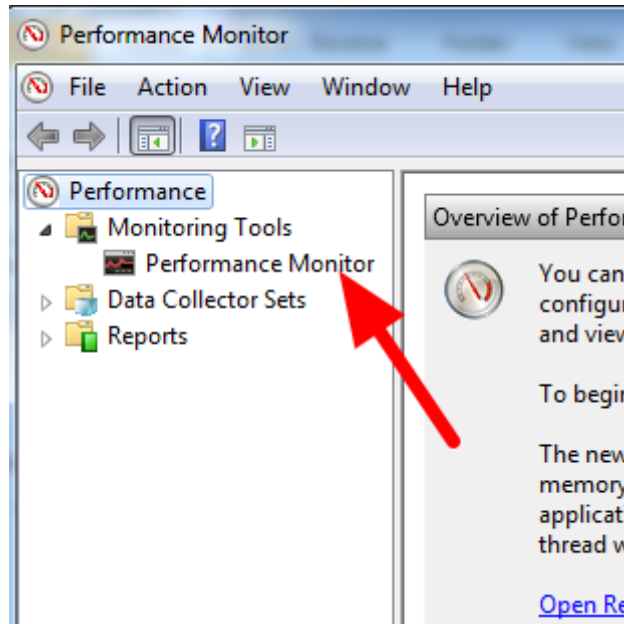 Performance Monitor
File Action View Window Help
Performance
Monitoring Tools
Performance Monitor
Data Collector Sets
Reports
Overview of Perfor
You can
configur
and view
To begin
The new
memory
applicat
thread w
Open Re